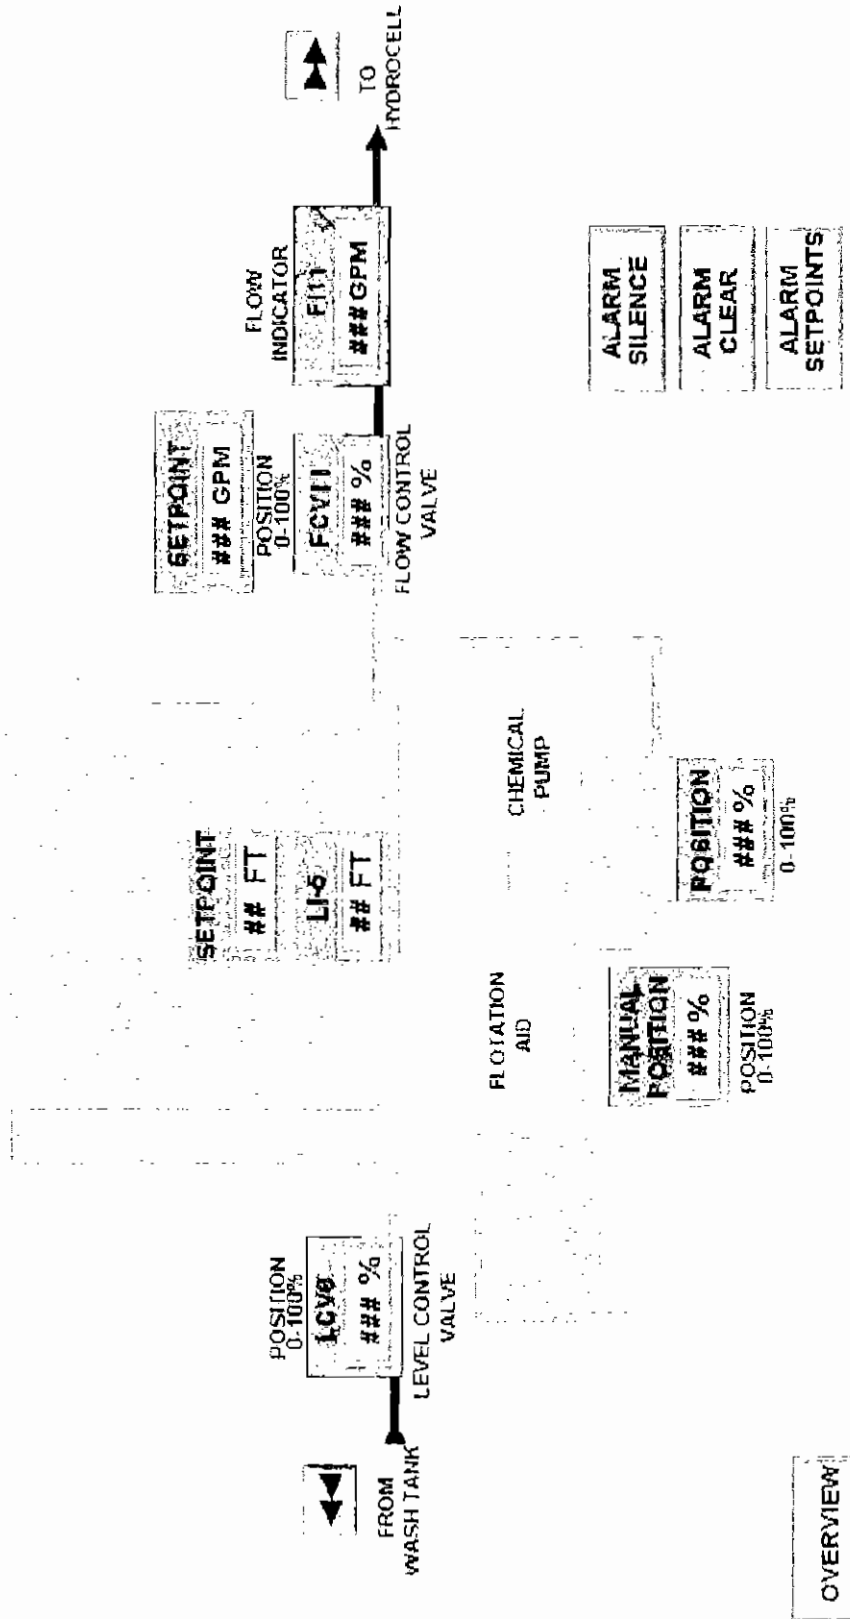 SETPOINT
### GPM
POSITION
0-100%
FCV11
### %
FLOW CONTROL
VALVE
FLOW
INDICATOR
FI11
### GPM
TO
HYDROCELL
SETPOINT
## FT
LI-6
## FT
POSITION
0-100%
LCV6
### %
LEVEL CONTROL
VALVE
FROM
WASH TANK
FLOTATION
AID
CHEMICAL
PUMP
MANUAL
POSITION
### %
POSITION
0-100%
POSITION
### %
0-100%
ALARM
SILENCE
ALARM
CLEAR
ALARM
SETPOINTS
OVERVIEW